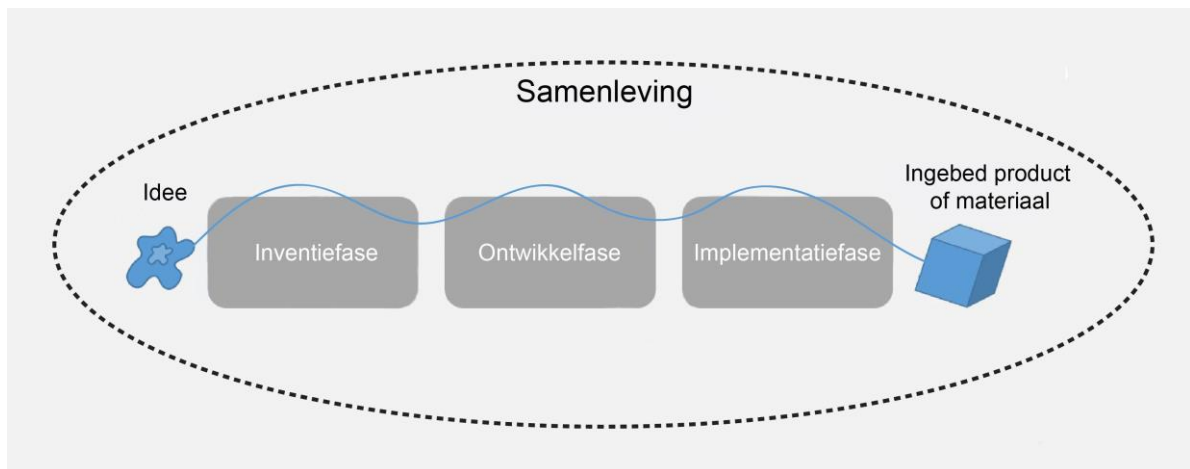 Samenleving
Idee
Ingebed product
of materiaal
Inventiefase
Ontwikkelfase
Implementatiefase